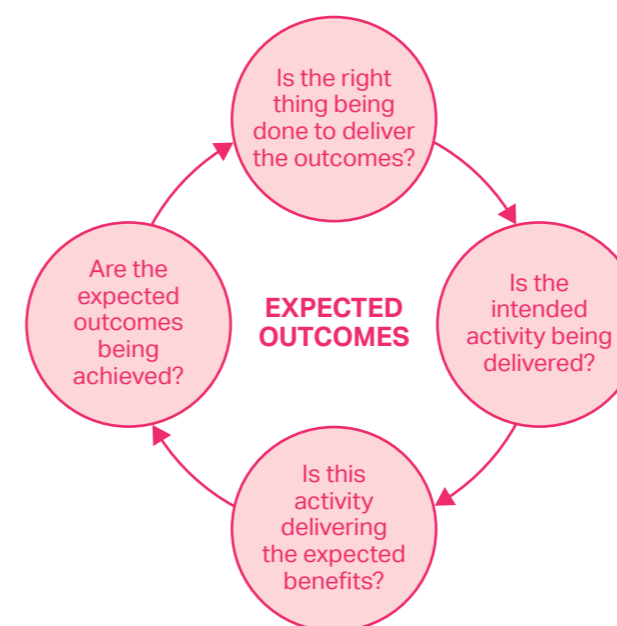 Is the right
thing being
done to deliver
the outcomes?
Is the
intended
activity being
delivered?
Is this
activity
delivering
the expected
benefits?
Are the
expected
outcomes
being
achieved?
EXPECTED
OUTCOMES